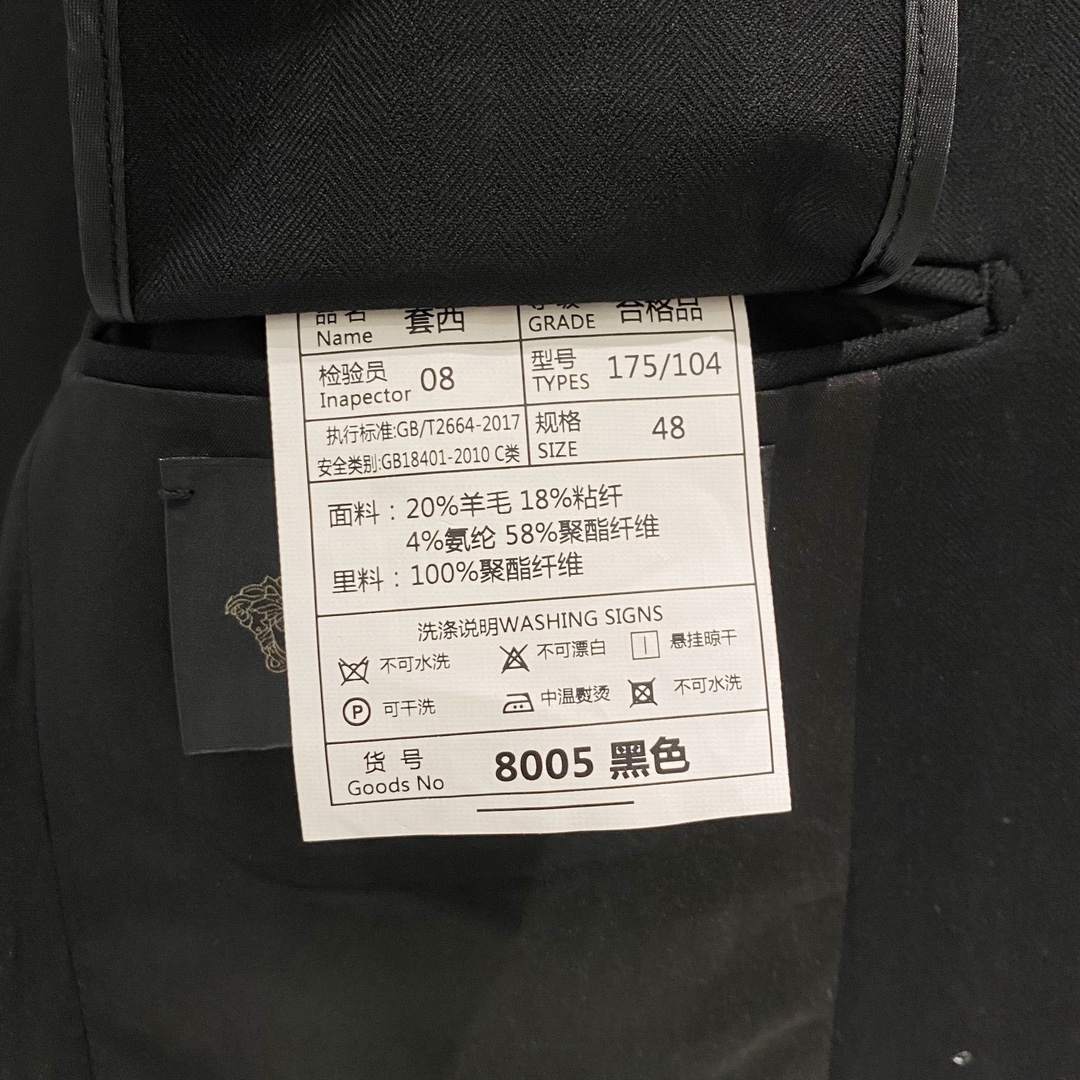 品名 套西
Name
GRADE 合格品
检验员 08
Inapector
型号 175/104
TYPES
执行标准:GB/T2664-2017
安全类别:GB18401-2010 C类
规格 48
SIZE
面料：20%羊毛 18%粘纤
4%氨纶 58%聚酯纤维
里料：100%聚酯纤维
洗涤说明WASHING SIGNS
不可水洗 不可漂白 悬挂晾干
P 可干洗 中温熨烫 不可水洗
货号 8005 黑色
Goods No